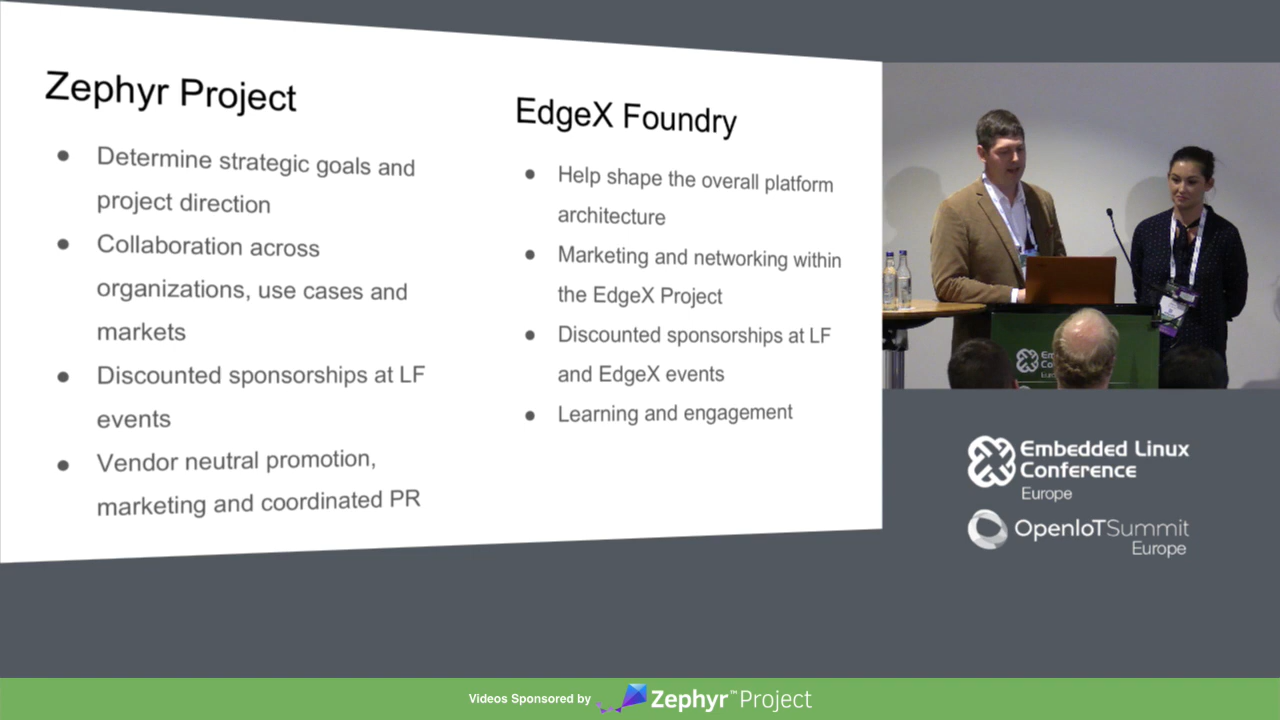 Zephyr Project
● Determine strategic goals and
project direction
● Collaboration across
organizations, use cases and
markets
● Discounted sponsorships at LF
events
● Vendor neutral promotion,
marketing and coordinated PR
EdgeX Foundry
● Help shape the overall platform
architecture
● Marketing and networking within
the EdgeX Project
● Discounted sponsorships at LF
and EdgeX events
● Learning and engagement
Embedded Linux
Conference
Europe
OpenIoTSummit
Europe
Videos Sponsored by Zephyr™Project